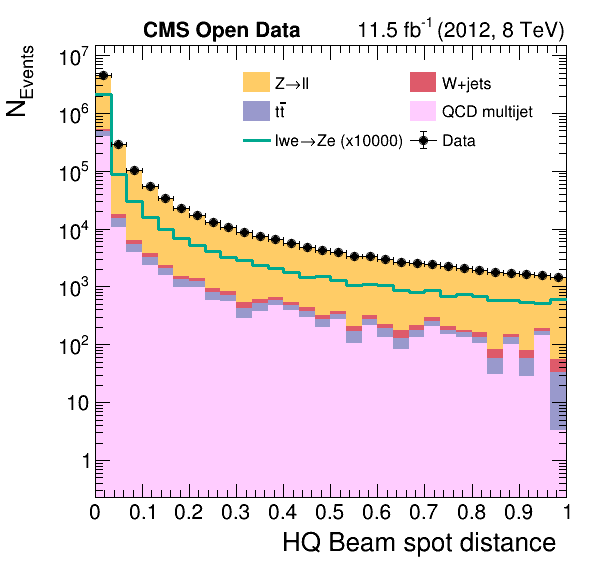 CMS Open Data 11.5 fb⁻¹ (2012, 8 TeV)
N_Events
Z→ll W+jets
tt̄ QCD multijet
lwe→Ze (x10000) Data
10⁷
10⁶
10⁵
10⁴
10³
10²
10
1
0 0.1 0.2 0.3 0.4 0.5 0.6 0.7 0.8 0.9 1
HQ Beam spot distance